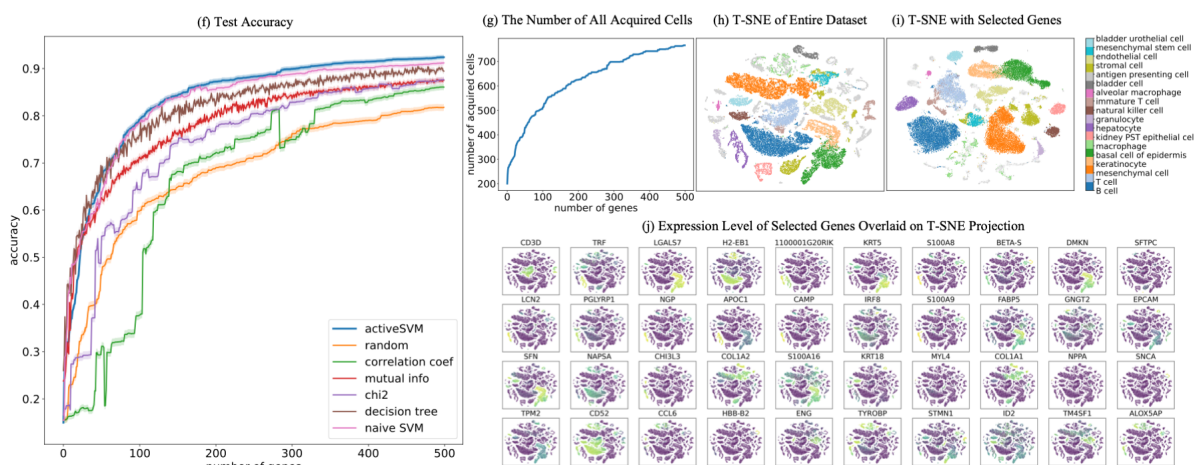 (f) Test Accuracy
0.9
0.8
0.7
0.6
0.5
0.4
0.3
0.2
accuracy
0 100 200 300 400 500
number of genes
activeSVM
random
correlation coef
mutual info
chi2
decision tree
naive SVM
(g) The Number of All Acquired Cells
700
600
500
400
300
200
number of acquired cells
0 100 200 300 400 500
number of genes
(h) T-SNE of Entire Dataset
(i) T-SNE with Selected Genes
bladder urothelial cell
mesenchymal stem cell
endothelial cell
stromal cell
antigen presenting cell
bladder cell
alveolar macrophage
immature T cell
natural killer cell
granulocyte
hepatocyte
kidney PST epithelial cell
macrophage
basal cell of epidermis
keratinocyte
mesenchymal cell
T cell
B cell
(j) Expression Level of Selected Genes Overlaid on T-SNE Projection
CD3D TRF LGALS7 H2-EB1 1100001G20RIK KRT5 S100A8 BETA-S DMKN SFTPC
LCN2 PGLYRP1 NGP APOC1 CAMP IRF8 S100A9 FABP5 GNGT2 EPCAM
SFN NAPSA CHI3L3 COL1A2 S100A16 KRT18 MYL4 COL1A1 NPPA SNCA
TPM2 CD52 CCL6 HBB-B2 ENG TYROBP STMN1 ID2 TM4SF1 ALOX5AP